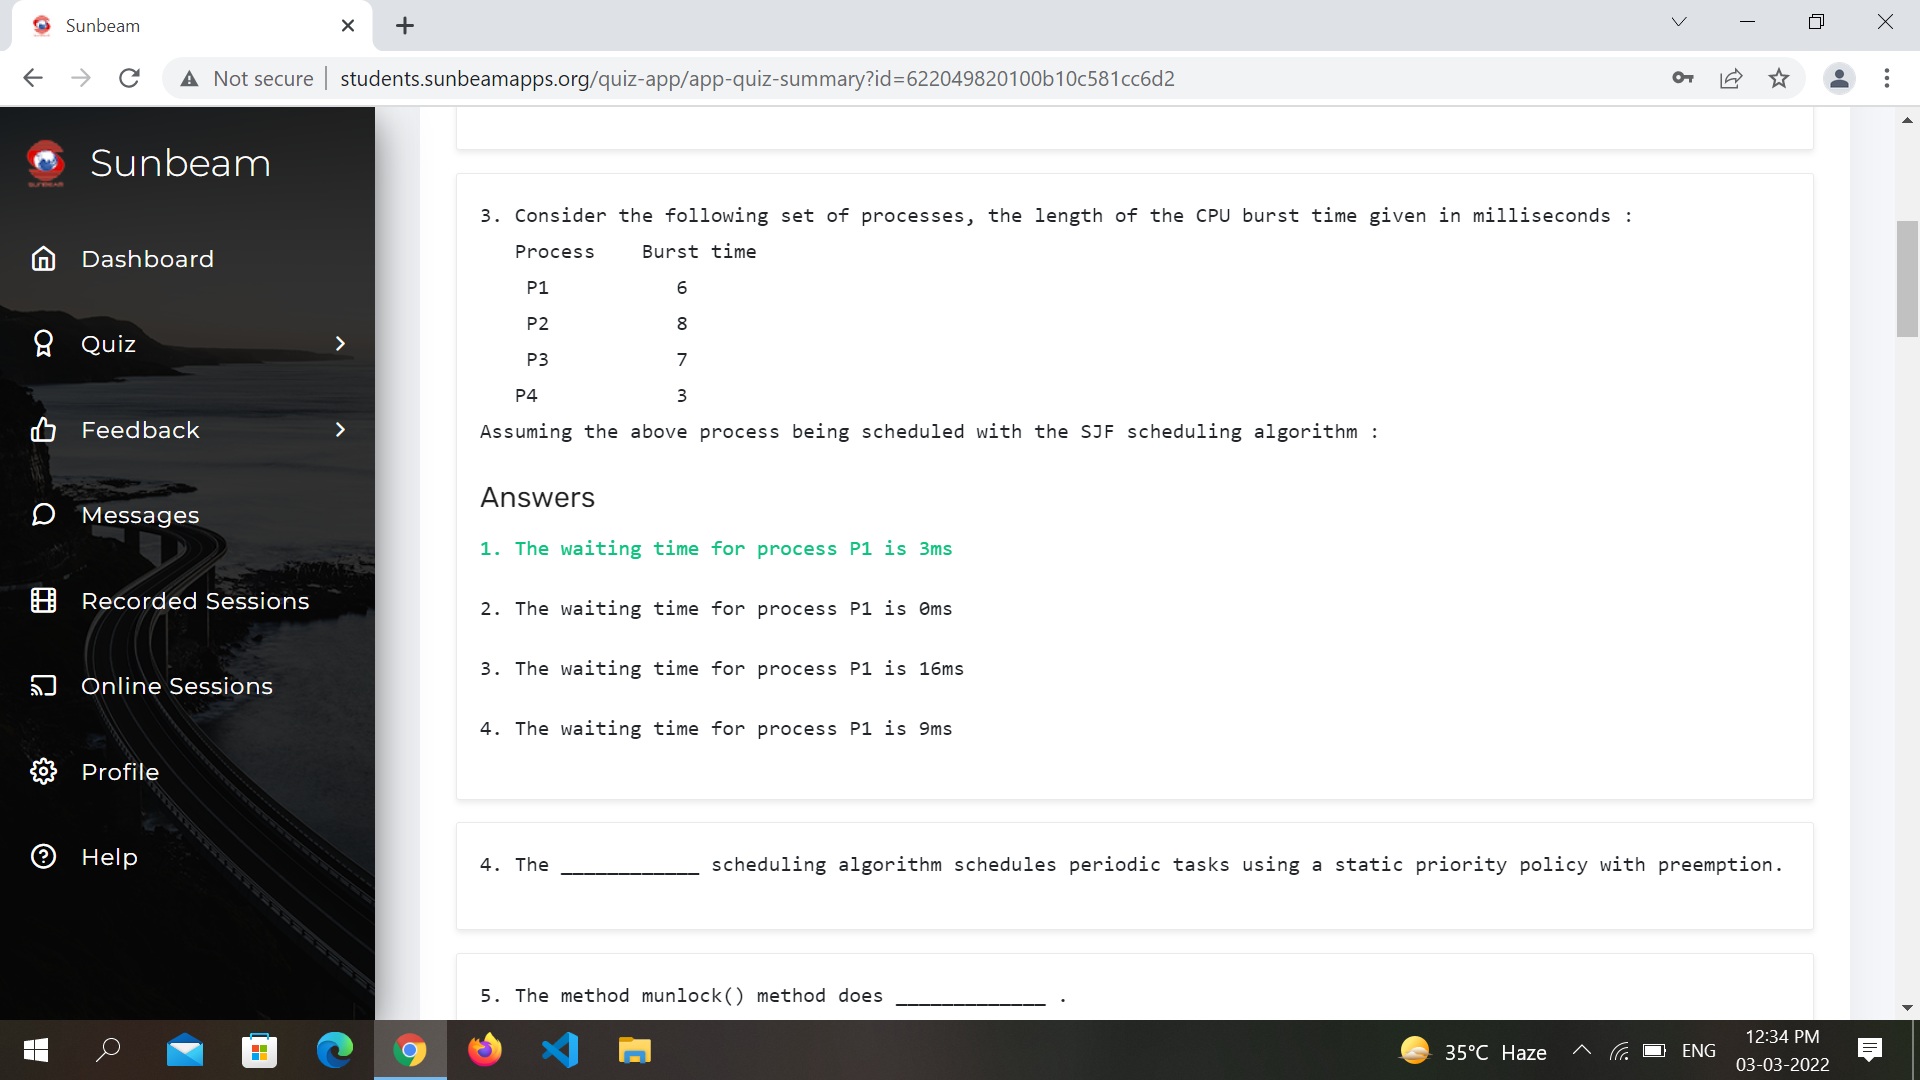 Sunbeam
Not secure
students.sunbeamapps.org/quiz-app/app-quiz-summary?id=622049820100b10c581cc6d2
Sunbeam
Dashboard
Quiz
Feedback
Messages
Recorded Sessions
Online Sessions
Profile
Help
3. Consider the following set of processes, the length of the CPU burst time given in milliseconds :
Process Burst time
P1 6
P2 8
P3 7
P4 3
Assuming the above process being scheduled with the SJF scheduling algorithm :
Answers
1. The waiting time for process P1 is 3ms
2. The waiting time for process P1 is 0ms
3. The waiting time for process P1 is 16ms
4. The waiting time for process P1 is 9ms
4. The ____________ scheduling algorithm schedules periodic tasks using a static priority policy with preemption.
5. The method munlock() method does _____________ .
35°C Haze
ENG
12:34 PM
03-03-2022